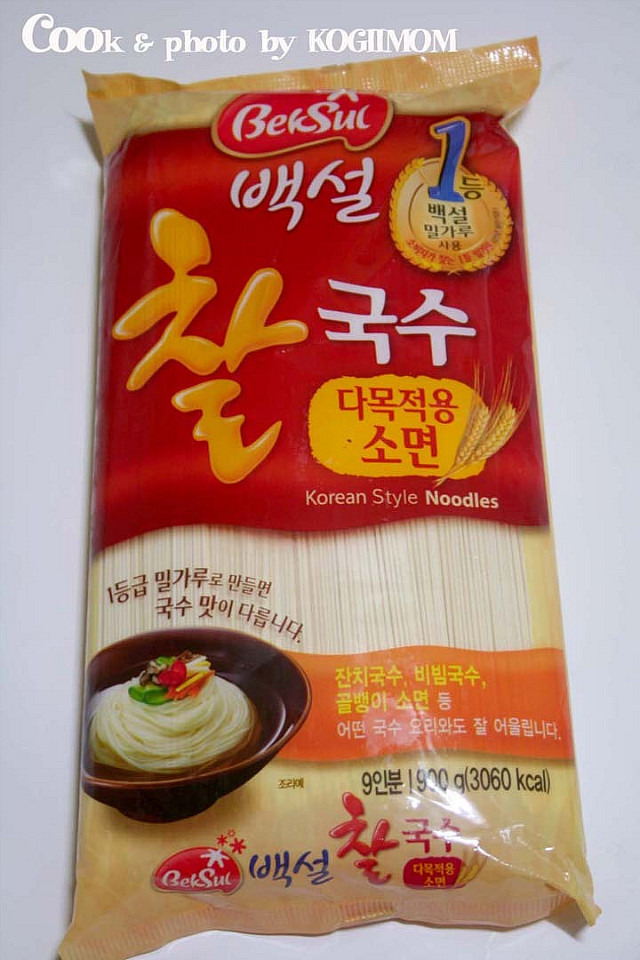 COOk & photo by KOGIIMOM
BekSul
백설
1등
백설
밀가루
사용
찰국수
다목적용
소면
Korean Style Noodles
1등급 밀가루로 만들면
국수 맛이 다릅니다.
잔치국수, 비빔국수,
골뱅이 소면 등
어떤 국수 요리와도 잘 어울립니다.
조리예
9인분 | 900 g(3060 kcal)
BekSul 백설 찰국수
다목적용
소면